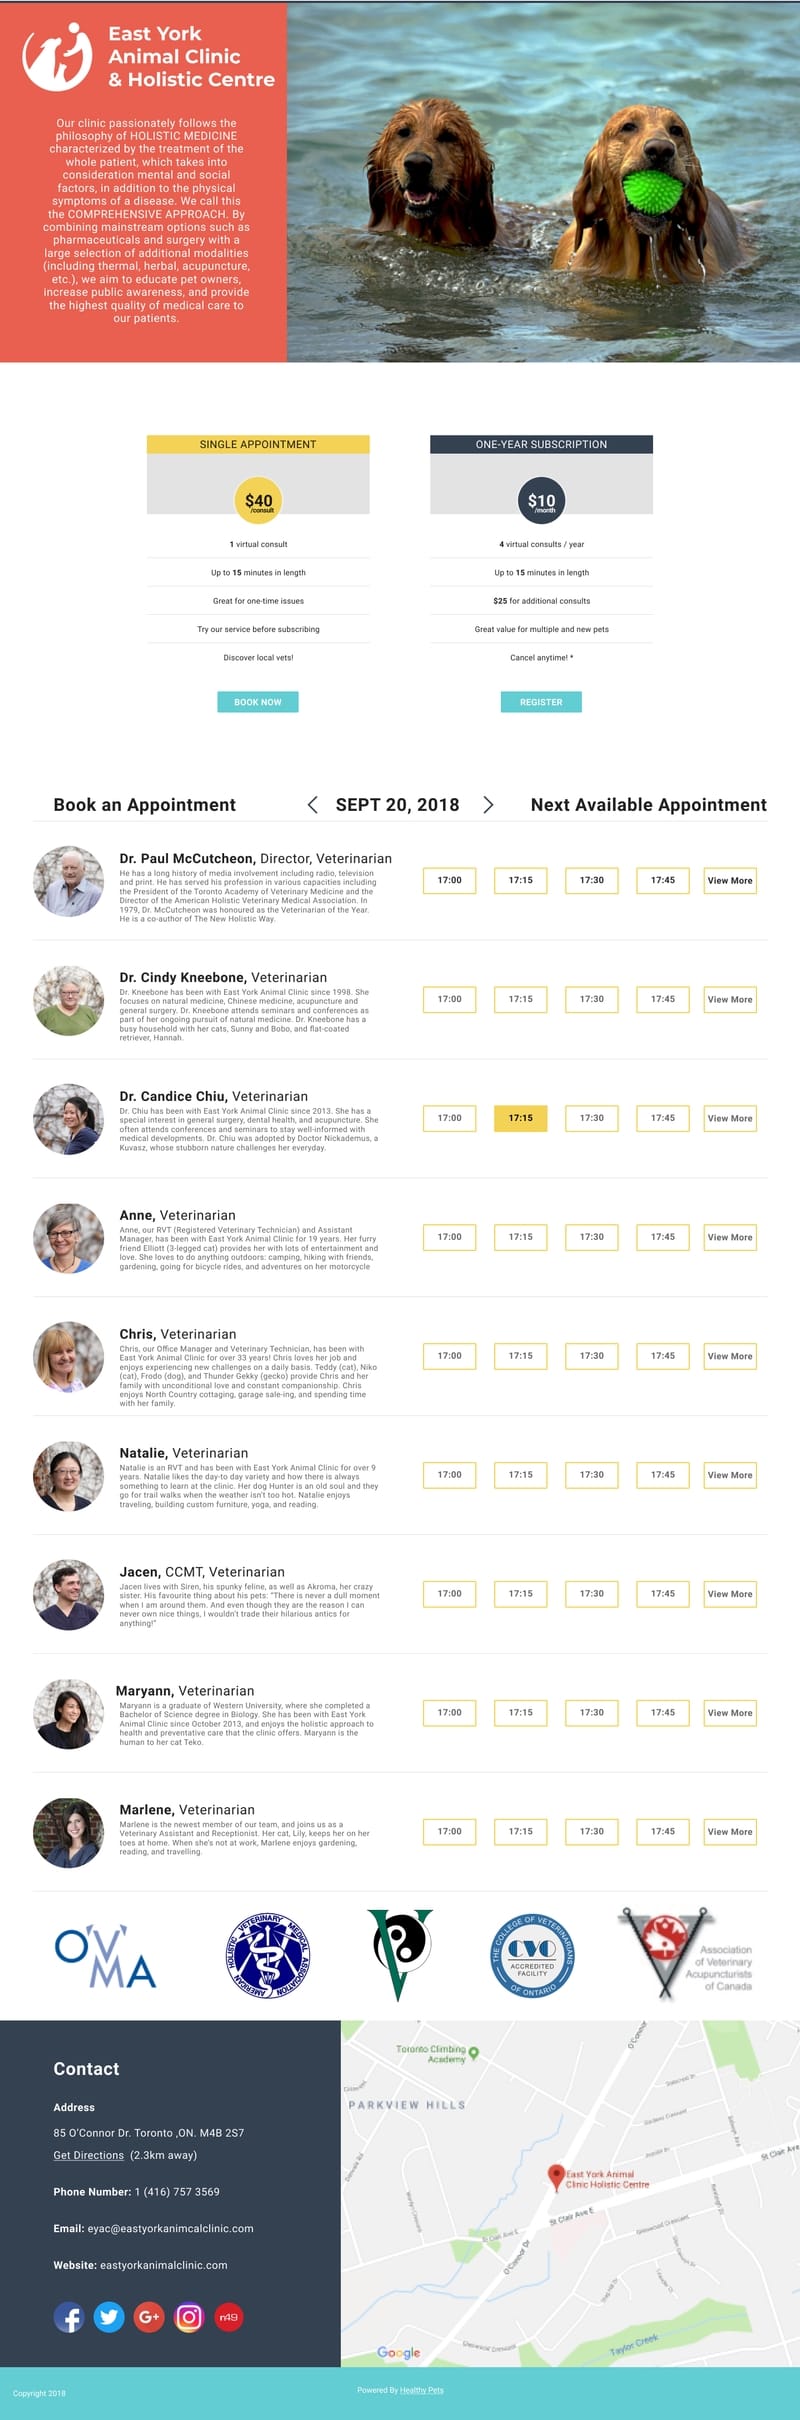 East York
Animal Clinic
& Holistic Centre
Our clinic passionately follows the
philosophy of HOLISTIC MEDICINE
characterized by the treatment of the
whole patient, which takes into
consideration mental and social
factors, in addition to the physical
symptoms of a disease. We call this
the COMPREHENSIVE APPROACH. By
combining mainstream options such as
pharmaceuticals and surgery with a
large selection of additional modalities
(including thermal, herbal, acupuncture,
etc.), we aim to educate pet owners,
increase public awareness, and provide
the highest quality of medical care to
our patients.
SINGLE APPOINTMENT
$40
/consult
1 virtual consult
Up to 15 minutes in length
Great for one-time issues
Try our service before subscribing
Discover local vets!
BOOK NOW
ONE-YEAR SUBSCRIPTION
$10
/month
4 virtual consults / year
Up to 15 minutes in length
$25 for additional consults
Great value for multiple and new pets
Cancel anytime! *
REGISTER
Book an Appointment
SEPT 20, 2018
Next Available Appointment
Dr. Paul McCutcheon, Director, Veterinarian
He has a long history of media involvement including radio, television
and print. He has served his profession in various capacities including
the President of the Toronto Academy of Veterinary Medicine and the
Director of the American Holistic Veterinary Medical Association. In
1979, Dr. McCutcheon was honoured as the Veterinarian of the Year.
He is a co-author of The New Holistic Way.
17:00 17:15 17:30 17:45 View More
Dr. Cindy Kneebone, Veterinarian
Dr. Kneebone has been with East York Animal Clinic since 1998. She
focuses on natural medicine, Chinese medicine, acupuncture and
general surgery. Dr. Kneebone attends seminars and conferences as
part of her ongoing pursuit of natural medicine. Dr. Kneebone has a
busy household with her cats, Sunny and Bobo, and flat-coated
retriever, Hannah.
17:00 17:15 17:30 17:45 View More
Dr. Candice Chiu, Veterinarian
Dr. Chiu has been with East York Animal Clinic since 2013. She has a
special interest in general surgery, dental health, and acupuncture. She
often attends conferences and seminars to stay well-informed with
medical developments. Dr. Chiu was adopted by Doctor Nickademus, a
Kuvasz, whose stubborn nature challenges her everyday.
17:00 17:15 17:30 17:45 View More
Anne, Veterinarian
Anne, our RVT (Registered Veterinary Technician) and Assistant
Manager, has been with East York Animal Clinic for 19 years. Her furry
friend Elliott (3-legged cat) provides her with lots of entertainment and
love. She loves to do anything outdoors: camping, hiking with friends,
gardening, going for bicycle rides, and adventures on her motorcycle
17:00 17:15 17:30 17:45 View More
Chris, Veterinarian
Chris, our Office Manager and Veterinary Technician, has been with
East York Animal Clinic for over 33 years! Chris loves her job and
enjoys experiencing new challenges on a daily basis. Teddy (cat), Niko
(cat), Frodo (dog), and Thunder Gekky (gecko) provide Chris and her
family with unconditional love and constant companionship. Chris
enjoys North Country cottaging, garage sale-ing, and spending time
with her family.
17:00 17:15 17:30 17:45 View More
Natalie, Veterinarian
Natalie is an RVT and has been with East York Animal Clinic for over 9
years. Natalie likes the day-to day variety and how there is always
something to learn at the clinic. Her dog Hunter is an old soul and they
go for trail walks when the weather isn't too hot. Natalie enjoys
traveling, building custom furniture, yoga, and reading.
17:00 17:15 17:30 17:45 View More
Jacen, CCMT, Veterinarian
Jacen lives with Siren, his spunky feline, as well as Akroma, her crazy
sister. His favourite thing about his pets: "There is never a dull moment
when I am around them. And even though they are the reason I can
never own nice things, I wouldn't trade their hilarious antics for
anything!"
17:00 17:15 17:30 17:45 View More
Maryann, Veterinarian
Maryann is a graduate of Western University, where she completed a
Bachelor of Science degree in Biology. She has been with East York
Animal Clinic since October 2013, and enjoys the holistic approach to
health and preventative care that the clinic offers. Maryann is the
human to her cat Teko.
17:00 17:15 17:30 17:45 View More
Marlene, Veterinarian
Marlene is the newest member of our team, and joins us as a
Veterinary Assistant and Receptionist. Her cat, Lily, keeps her on her
toes at home. When she's not at work, Marlene enjoys gardening,
reading, and travelling.
17:00 17:15 17:30 17:45 View More
OVMA
AMERICAN HOLISTIC VETERINARY MEDICAL ASSOCIATION
V
THE COLLEGE OF VETERINARIANS
CVO
ACCREDITED
FACILITY
OF ONTARIO
Association
of Veterinary
Acupuncturists
of Canada
Contact
Address
85 O'Connor Dr. Toronto ,ON. M4B 2S7
Get Directions (2.3km away)
Phone Number: 1 (416) 757 3569
Email: eyac@eastyorkanimcalclinic.com
Website: eastyorkanimalclinic.com
G+
n49
Toronto Climbing
Academy
PARKVIEW HILLS
O'Connor
St Clair Ave
East York Animal
Clinic Holistic Centre
St Clair Ave E
St Clair Ave E
O'Connor Dr
Taylor Creek
Google
Copyright 2018
Powered By Healthy Pets